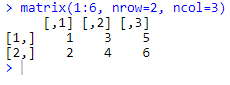 > matrix(1:6, nrow=2, ncol=3)
     [,1] [,2] [,3]
[1,]    1    3    5
[2,]    2    4    6
>